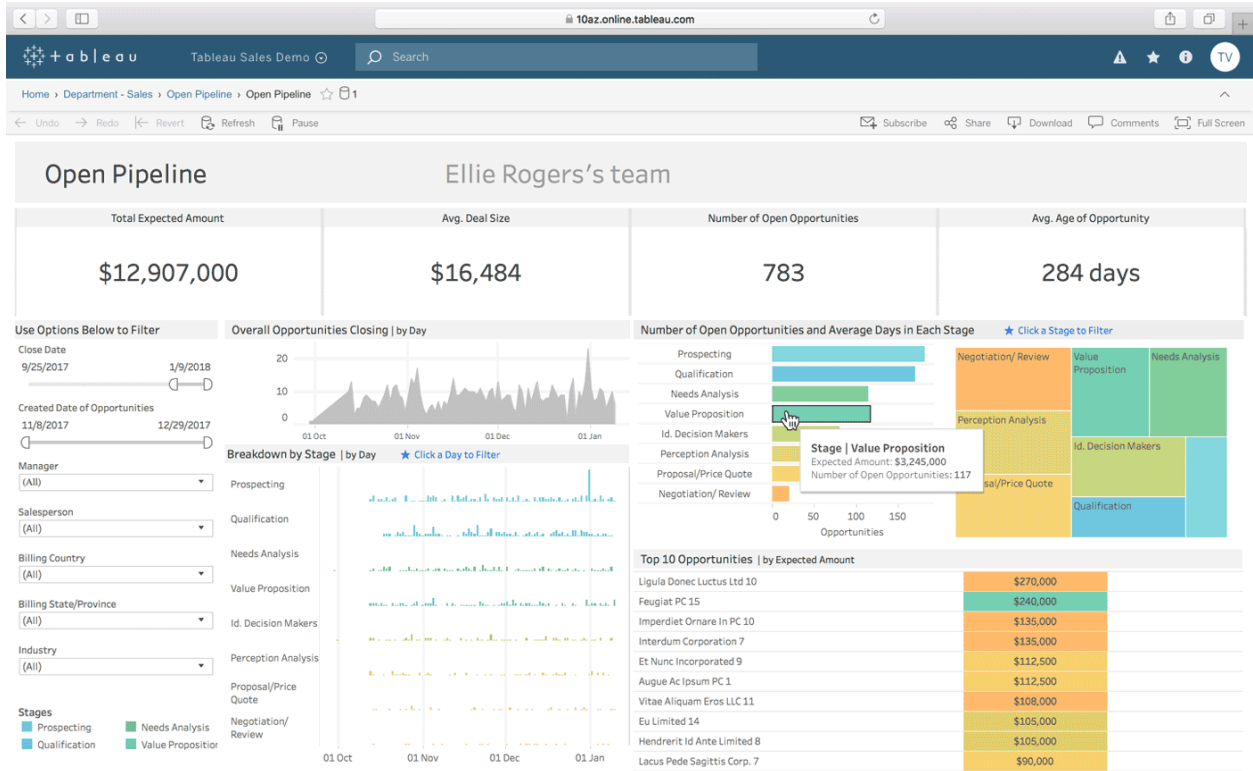 10az.online.tableau.com
+ a b | e a u
Tableau Sales Demo
Search
TV
Home › Department - Sales › Open Pipeline › Open Pipeline 1
Undo Redo Revert Refresh Pause Subscribe Share Download Comments Full Screen
Open Pipeline
Ellie Rogers's team
Total Expected Amount
$12,907,000
Avg. Deal Size
$16,484
Number of Open Opportunities
783
Avg. Age of Opportunity
284 days
Use Options Below to Filter
Close Date
9/25/2017 1/9/2018
Created Date of Opportunities
11/8/2017 12/29/2017
Manager
(All)
Salesperson
(All)
Billing Country
(All)
Billing State/Province
(All)
Industry
(All)
Stages
Prospecting Needs Analysis
Qualification Value Propositior
Overall Opportunities Closing | by Day
20
10
0
01 Oct 01 Nov 01 Dec 01 Jan
Breakdown by Stage | by Day ★ Click a Day to Filter
Prospecting
Qualification
Needs Analysis
Value Proposition
Id. Decision Makers
Perception Analysis
Proposal/Price
Quote
Negotiation/
Review
01 Oct 01 Nov 01 Dec 01 Jan
Number of Open Opportunities and Average Days in Each Stage ★ Click a Stage to Filter
Prospecting
Qualification
Needs Analysis
Value Proposition
Id. Decision Makers
Perception Analysis
Proposal/Price Quote
Negotiation/ Review
0 50 100 150
Opportunities
Stage | Value Proposition
Expected Amount: $3,245,000
Number of Open Opportunities: 117
Negotiation/ Review
Value
Proposition
Needs Analysis
Perception Analysis
Id. Decision Makers
sal/Price Quote
Qualification
Top 10 Opportunities | by Expected Amount
Ligula Donec Luctus Ltd 10 $270,000
Feugiat PC 15 $240,000
Imperdiet Ornare In PC 10 $135,000
Interdum Corporation 7 $135,000
Et Nunc Incorporated 9 $112,500
Augue Ac Ipsum PC 1 $112,500
Vitae Aliquam Eros LLC 11 $108,000
Eu Limited 14 $105,000
Hendrerit Id Ante Limited 8 $105,000
Lacus Pede Sagittis Corp. 7 $90,000